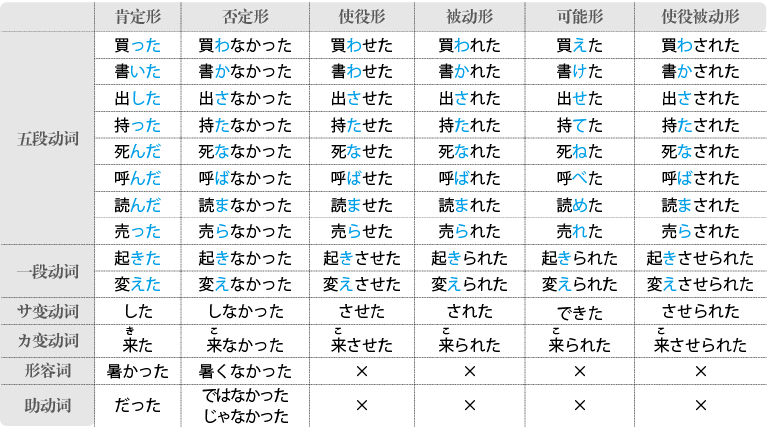 肯定形 否定形 使役形 被动形 可能形 使役被动形
五段动词
買った 買わなかった 買わせた 買われた 買えた 買わされた
書いた 書かなかった 書わせた 書かれた 書けた 書かされた
出した 出さなかった 出させた 出された 出せた 出さされた
持った 持たなかった 持たせた 持たれた 持てた 持たされた
死んだ 死ななかった 死なせた 死なれた 死ねた 死なされた
呼んだ 呼ばなかった 呼ばせた 呼ばれた 呼べた 呼ばされた
読んだ 読まなかった 読ませた 読まれた 読めた 読まされた
売った 売らなかった 売らせた 売られた 売れた 売らされた
一段动词
起きた 起きなかった 起きさせた 起きられた 起きられた 起きさせられた
変えた 変えなかった 変えさせた 変えられた 変えられた 変えさせられた
サ变动词 した しなかった させた された できた させられた
き こ こ こ こ こ
カ变动词 来た 来なかった 来させた 来られた 来られた 来させられた
形容词 暑かった 暑くなかった × × × ×
助动词 だった ではなかった × × × ×
じゃなかった